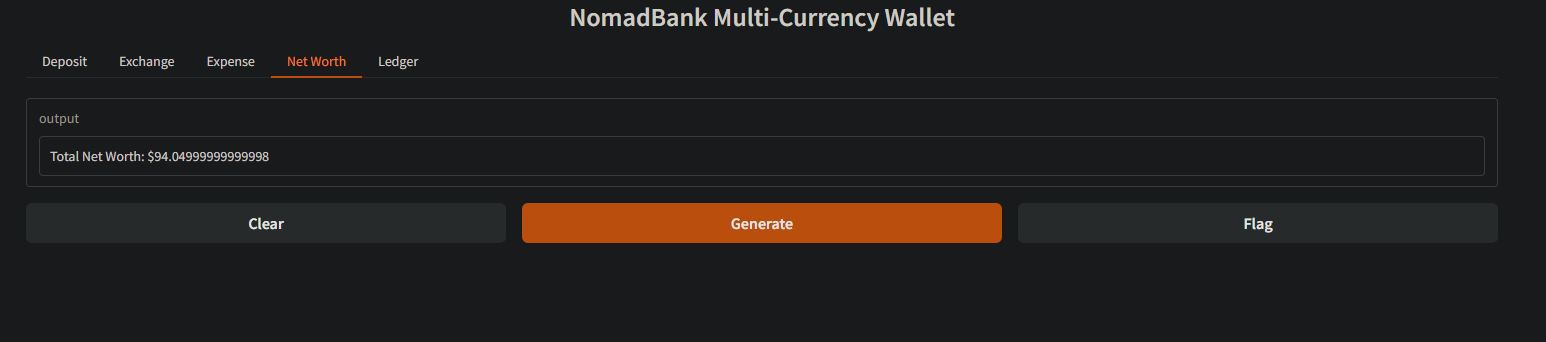 NomadBank Multi-Currency Wallet
Deposit Exchange Expense Net Worth Ledger
output
Total Net Worth: $94.04999999999998
Clear Generate Flag